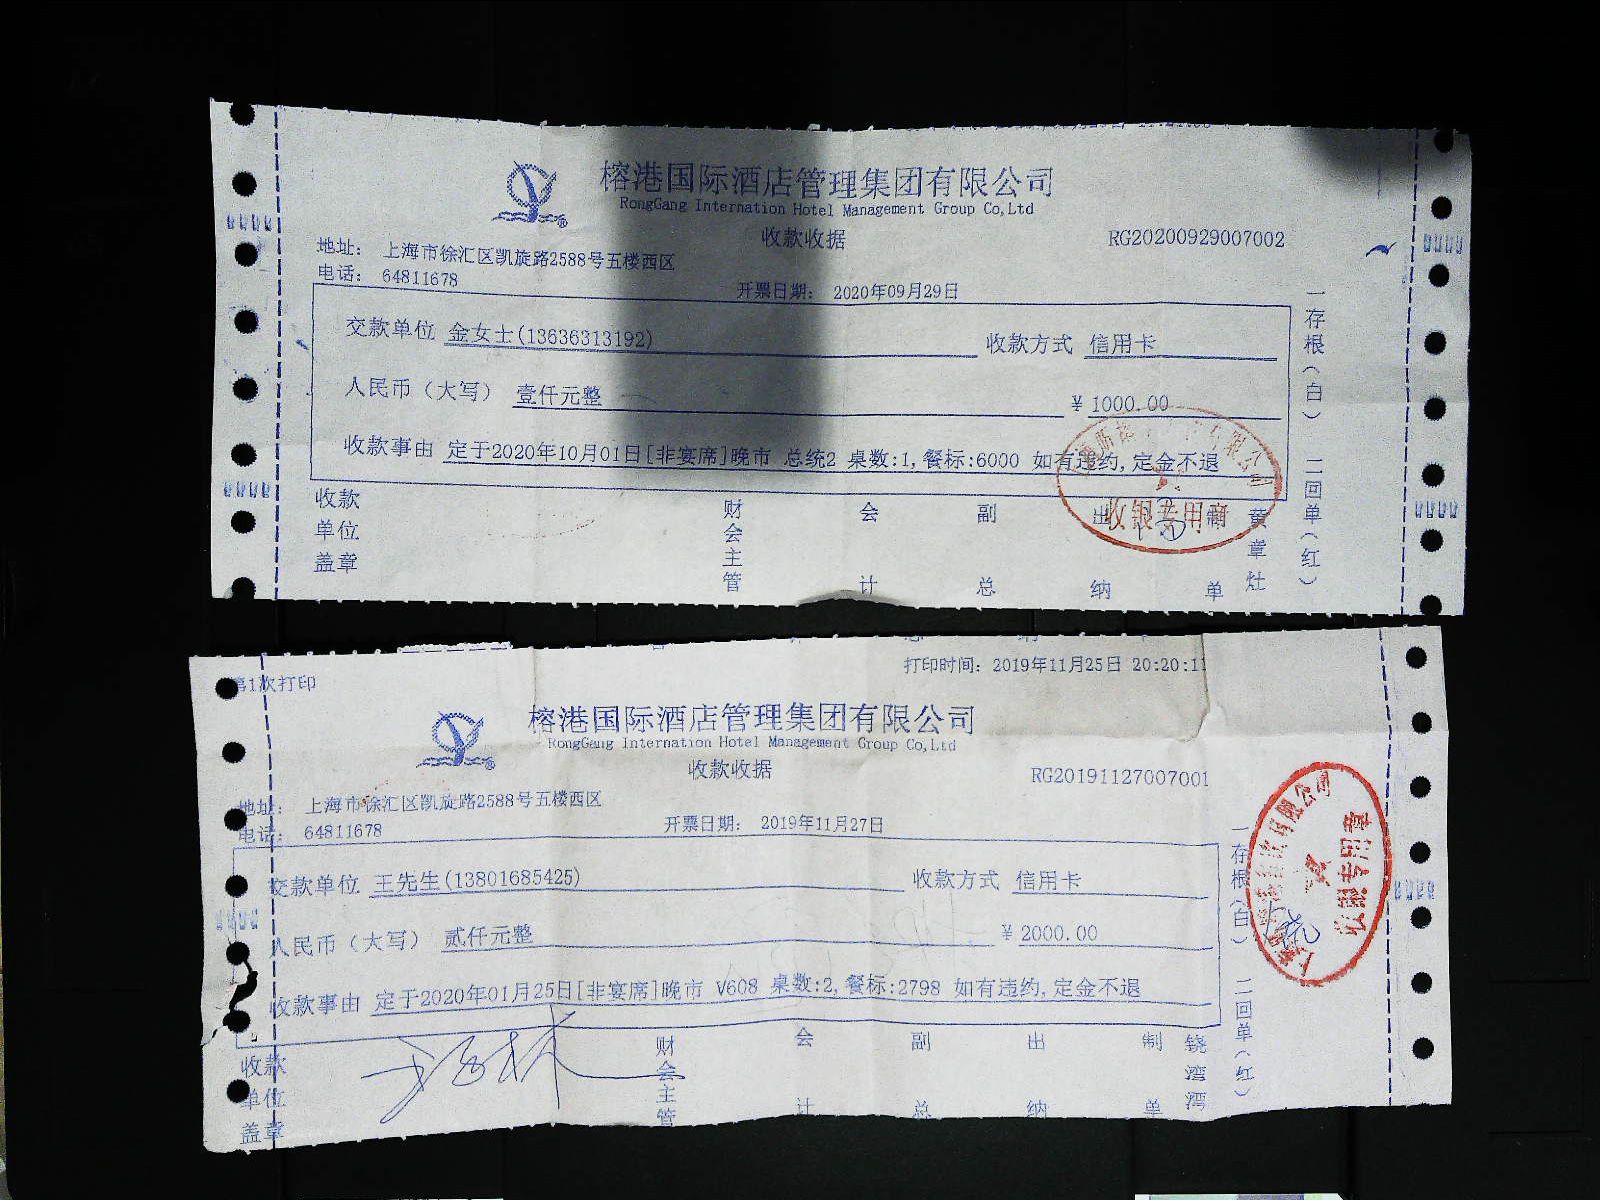 榕港国际酒店管理集团有限公司
RongGang Internation Hotel Management Group Co,Ltd
收款收据 RG20200929007002
地址： 上海市徐汇区凯旋路2588号五楼西区
电话： 64811678 开票日期： 2020年09月29日
交款单位 金女士(13636313192) 收款方式 信用卡
人民币（大写） 壹仟元整 ￥ 1000.00
收款事由 定于2020年10月01日[非宴席]晚市 总统2 桌数:1,餐标:6000 如有违约,定金不退
收款单位盖章 财会主管 会计 副总 出纳 制单 黄章灶
一存根（白） 二回单（红）
收银专用章
第1次打印 打印时间: 2019年11月25日 20:20:11
榕港国际酒店管理集团有限公司
RongGang Internation Hotel Management Group Co,Ltd
收款收据 RG20191127007001
地址： 上海市徐汇区凯旋路2588号五楼西区
电话： 64811678 开票日期： 2019年11月27日
交款单位 王先生(13801685425) 收款方式 信用卡
人民币（大写） 贰仟元整 ￥ 2000.00
收款事由 定于2020年01月25日[非宴席]晚市 V608 桌数:2,餐标:2798 如有违约,定金不退
收款单位盖章 财会主管 会计 副总 出纳 制单 铙湾湾
一存根（白） 二回单（红）
收银专用章